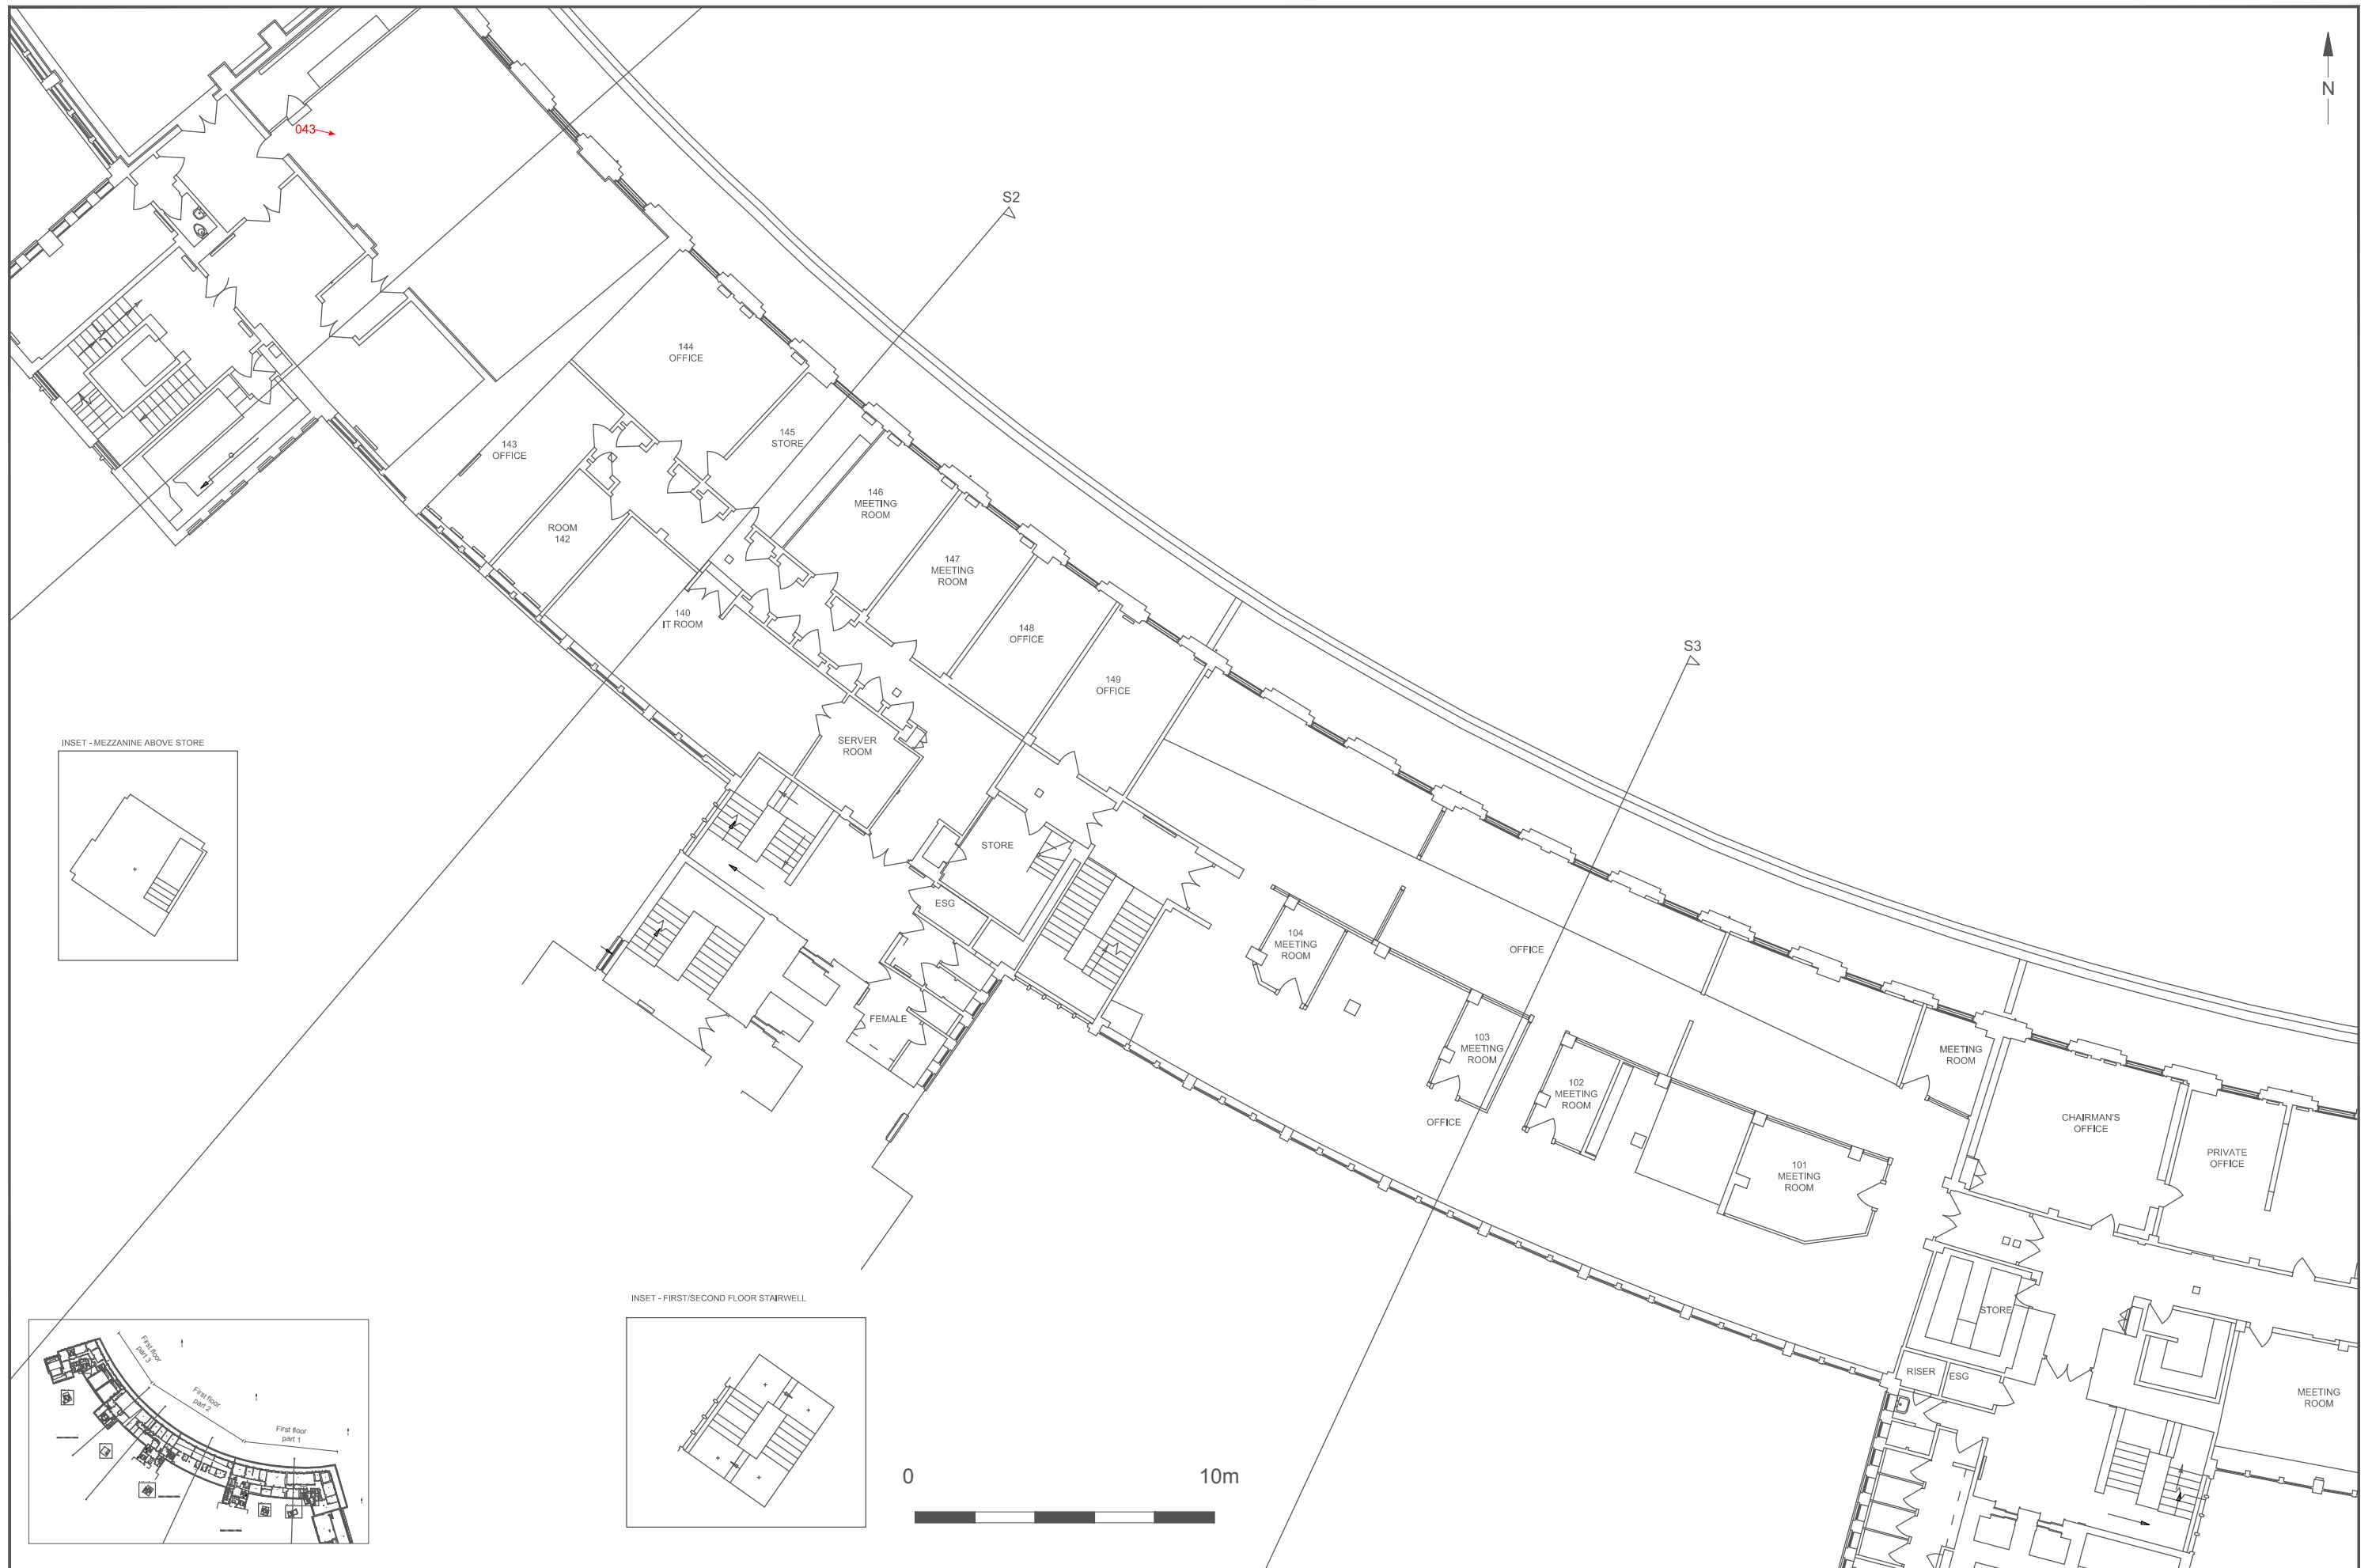 N
043
S2
144
OFFICE
143
OFFICE
145
STORE
146
MEETING
ROOM
ROOM
142
147
MEETING
ROOM
140
IT ROOM
148
OFFICE
S3
149
OFFICE
SERVER
ROOM
INSET - MEZZANINE ABOVE STORE
STORE
ESG
104
MEETING
ROOM
OFFICE
FEMALE
103
MEETING
ROOM
MEETING
ROOM
102
MEETING
ROOM
OFFICE
CHAIRMAN'S
OFFICE
PRIVATE
OFFICE
101
MEETING
ROOM
INSET - FIRST/SECOND FLOOR STAIRWELL
STORE
RISER
ESG
MEETING
ROOM
First floor
part 3
First floor
part 2
First floor
part 1
0
10m